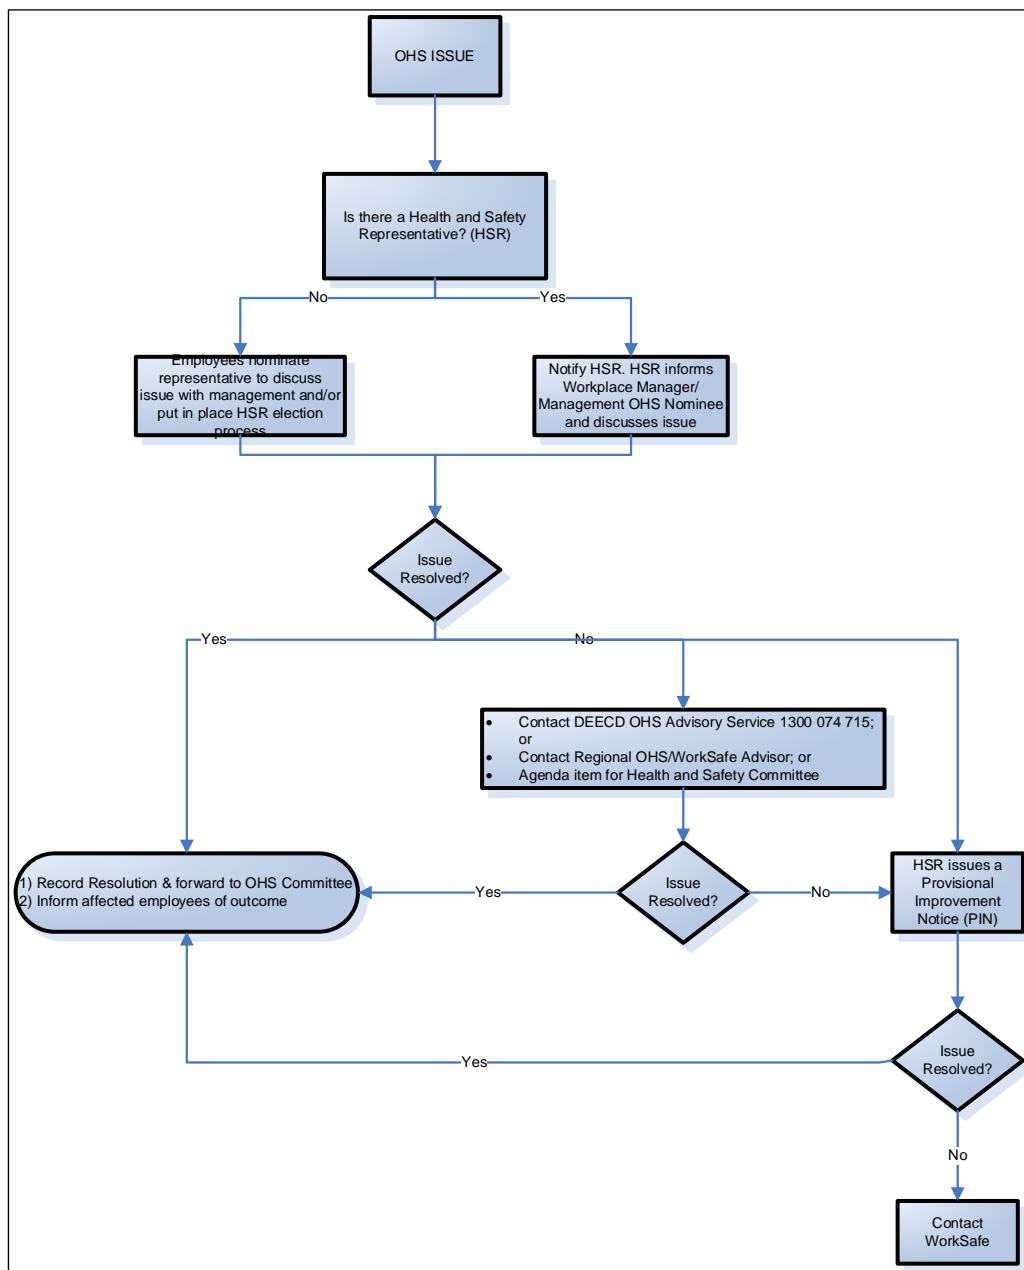 OHS ISSUE
Is there a Health and Safety
Representative? (HSR)
No
Yes
Employees nominate
representative to discuss
issue with management and/or
put in place HSR election
process
Notify HSR. HSR informs
Workplace Manager/
Management OHS Nominee
and discusses issue
Issue
Resolved?
Yes
No
• Contact DEECD OHS Advisory Service 1300 074 715;
or
• Contact Regional OHS/WorkSafe Advisor; or
• Agenda item for Health and Safety Committee
1) Record Resolution & forward to OHS Committee
2) Inform affected employees of outcome
Yes
Issue
Resolved?
No
HSR issues a
Provisional
Improvement
Notice (PIN)
Yes
Issue
Resolved?
No
Contact
WorkSafe